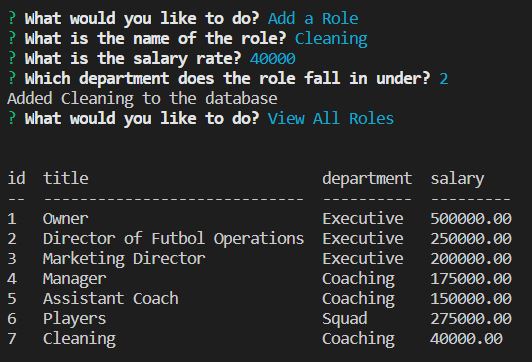 ? What would you like to do? Add a Role
? What is the name of the role? Cleaning
? What is the salary rate? 40000
? Which department does the role fall in under? 2
Added Cleaning to the database
? What would you like to do? View All Roles
id  title                          department  salary
--  -----------------------------  ----------  ---------
1   Owner                          Executive   500000.00
2   Director of Futbol Operations  Executive   250000.00
3   Marketing Director             Executive   200000.00
4   Manager                        Coaching    175000.00
5   Assistant Coach                Coaching    150000.00
6   Players                        Squad       275000.00
7   Cleaning                       Coaching    40000.00